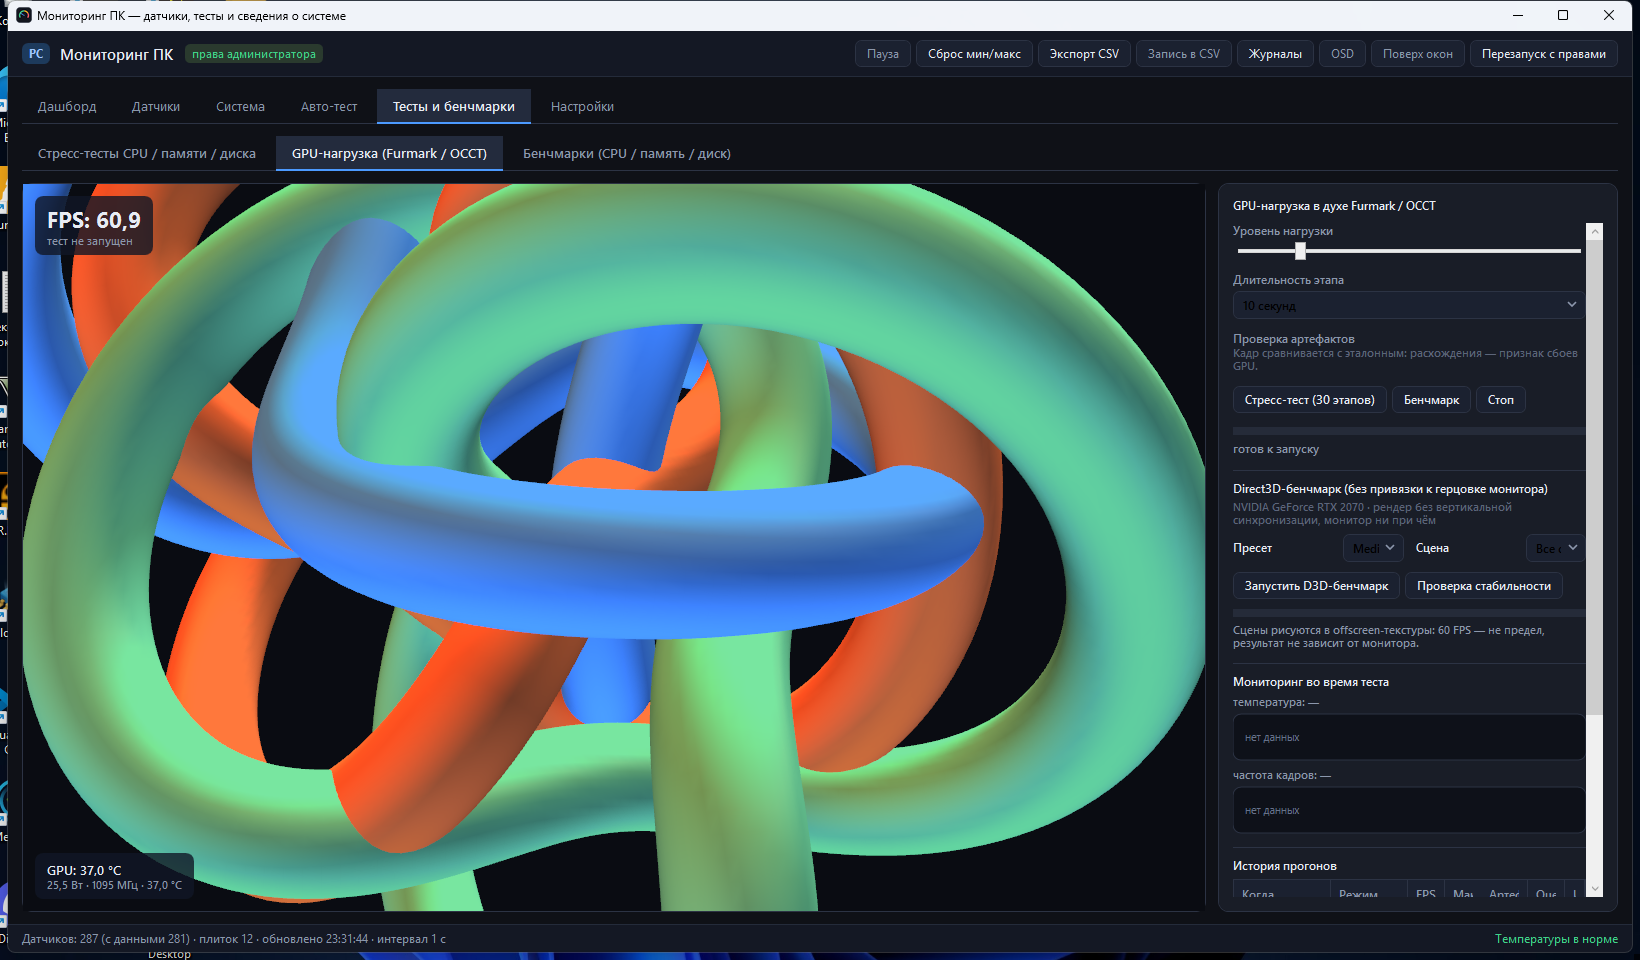 Мониторинг ПК — датчики, тесты и сведения о системе
PC Мониторинг ПК права администратора Пауза Сброс мин/макс Экспорт CSV Запись в CSV Журналы OSD Поверх окон Перезапуск с правами
Дашборд Датчики Система Авто-тест Тесты и бенчмарки Настройки
Стресс-тесты CPU / памяти / диска GPU-нагрузка (Furmark / OCCT) Бенчмарки (CPU / память / диск)
FPS: 60,9
тест не запущен
GPU: 37,0 °C
25,5 Вт · 1095 МГц · 37,0 °C
GPU-нагрузка в духе Furmark / OCCT
Уровень нагрузки
Длительность этапа
10 секунд
Проверка артефактов
Кадр сравнивается с эталонным: расхождения — признак сбоев
GPU.
Стресс-тест (30 этапов) Бенчмарк Стоп
готов к запуску
Direct3D-бенчмарк (без привязки к герцовке монитора)
NVIDIA GeForce RTX 2070 · рендер без вертикальной
синхронизации, монитор ни при чём
Пресет Medi Сцена Все
Запустить D3D-бенчмарк Проверка стабильности
Сцены рисуются в offscreen-текстуры: 60 FPS — не предел,
результат не зависит от монитора.
Мониторинг во время теста
температура: —
нет данных
частота кадров: —
нет данных
История прогонов
Когда Режим FPS
Датчиков: 287 (с данными 281) · плиток 12 · обновлено 23:31:44 · интервал 1 с
Температуры в норме
Desktop